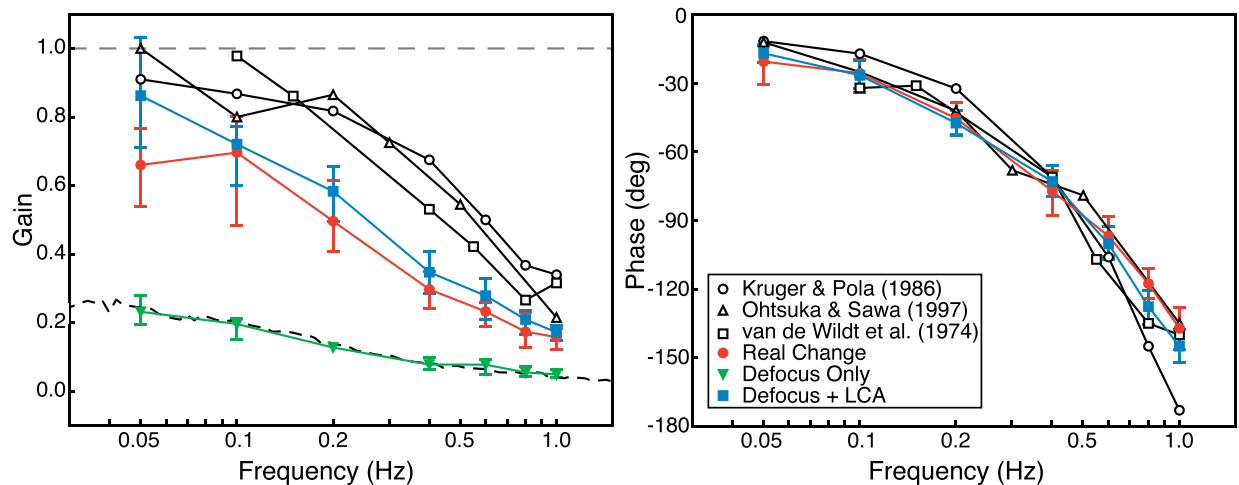 1.0
0.8
0.6
0.4
0.2
0.0
Gain
0.05
0.1
0.2
0.5
1.0
Frequency (Hz)
0
-30
-60
-90
-120
-150
-180
Phase (deg)
Kruger & Pola (1986)
Ohtsuka & Sawa (1997)
van de Wildt et al. (1974)
Real Change
Defocus Only
Defocus + LCA
0.05
0.1
0.2
0.5
1.0
Frequency (Hz)